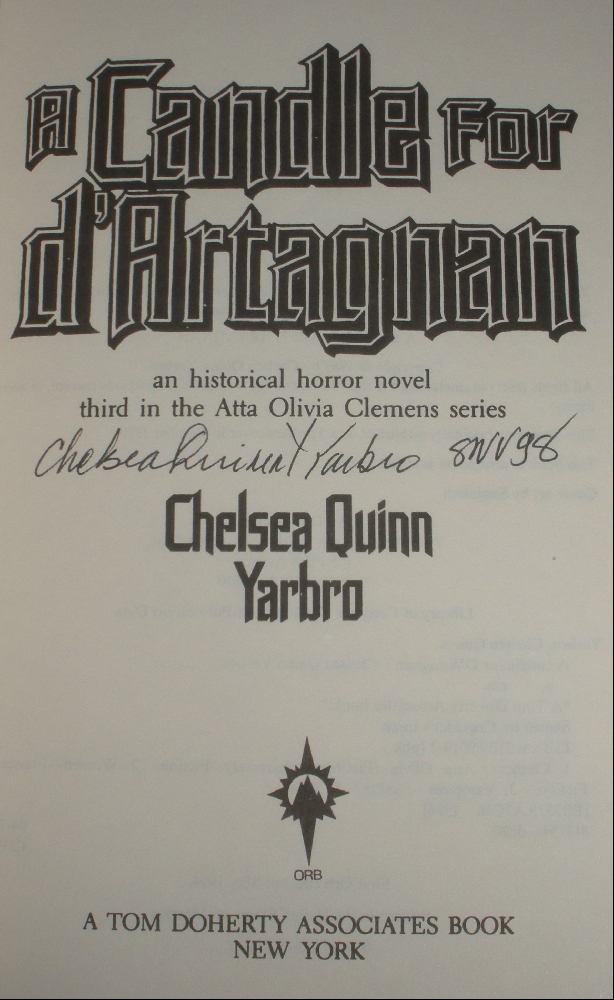 A Candle For
d'Artagnan
an historical horror novel
third in the Atta Olivia Clemens series
Chelsea Quinn Yarbro 8NV98
Chelsea Quinn
Yarbro
ORB
A TOM DOHERTY ASSOCIATES BOOK
NEW YORK